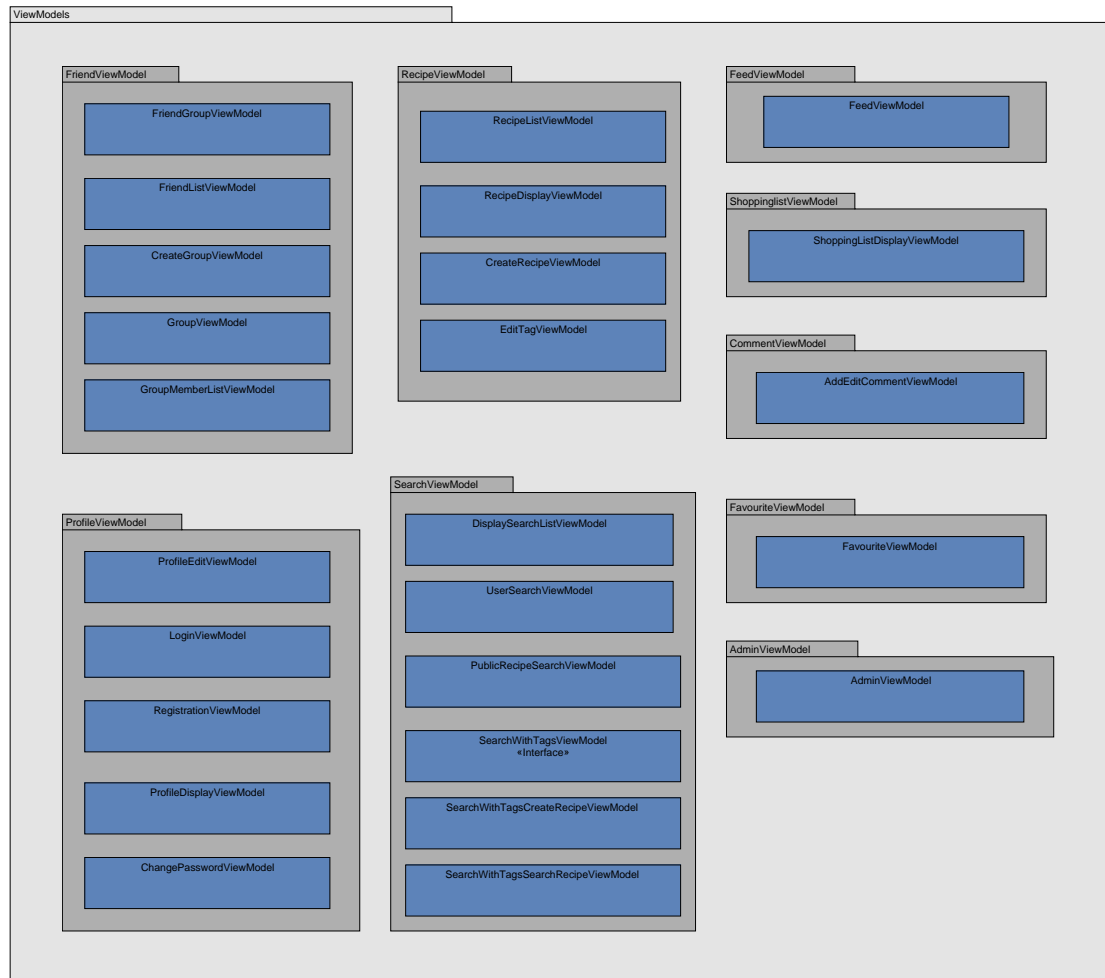 ViewModels
FriendViewModel
FriendGroupViewModel
FriendListViewModel
CreateGroupViewModel
GroupViewModel
GroupMemberListViewModel
RecipeViewModel
RecipeListViewModel
RecipeDisplayViewModel
CreateRecipeViewModel
EditTagViewModel
FeedViewModel
FeedViewModel
ShoppinglistViewModel
ShoppingListDisplayViewModel
CommentViewModel
AddEditCommentViewModel
ProfileViewModel
ProfileEditViewModel
LoginViewModel
RegistrationViewModel
ProfileDisplayViewModel
ChangePasswordViewModel
SearchViewModel
DisplaySearchListViewModel
UserSearchViewModel
PublicRecipeSearchViewModel
SearchWithTagsViewModel
«Interface»
SearchWithTagsCreateRecipeViewModel
SearchWithTagsSearchRecipeViewModel
FavouriteViewModel
FavouriteViewModel
AdminViewModel
AdminViewModel